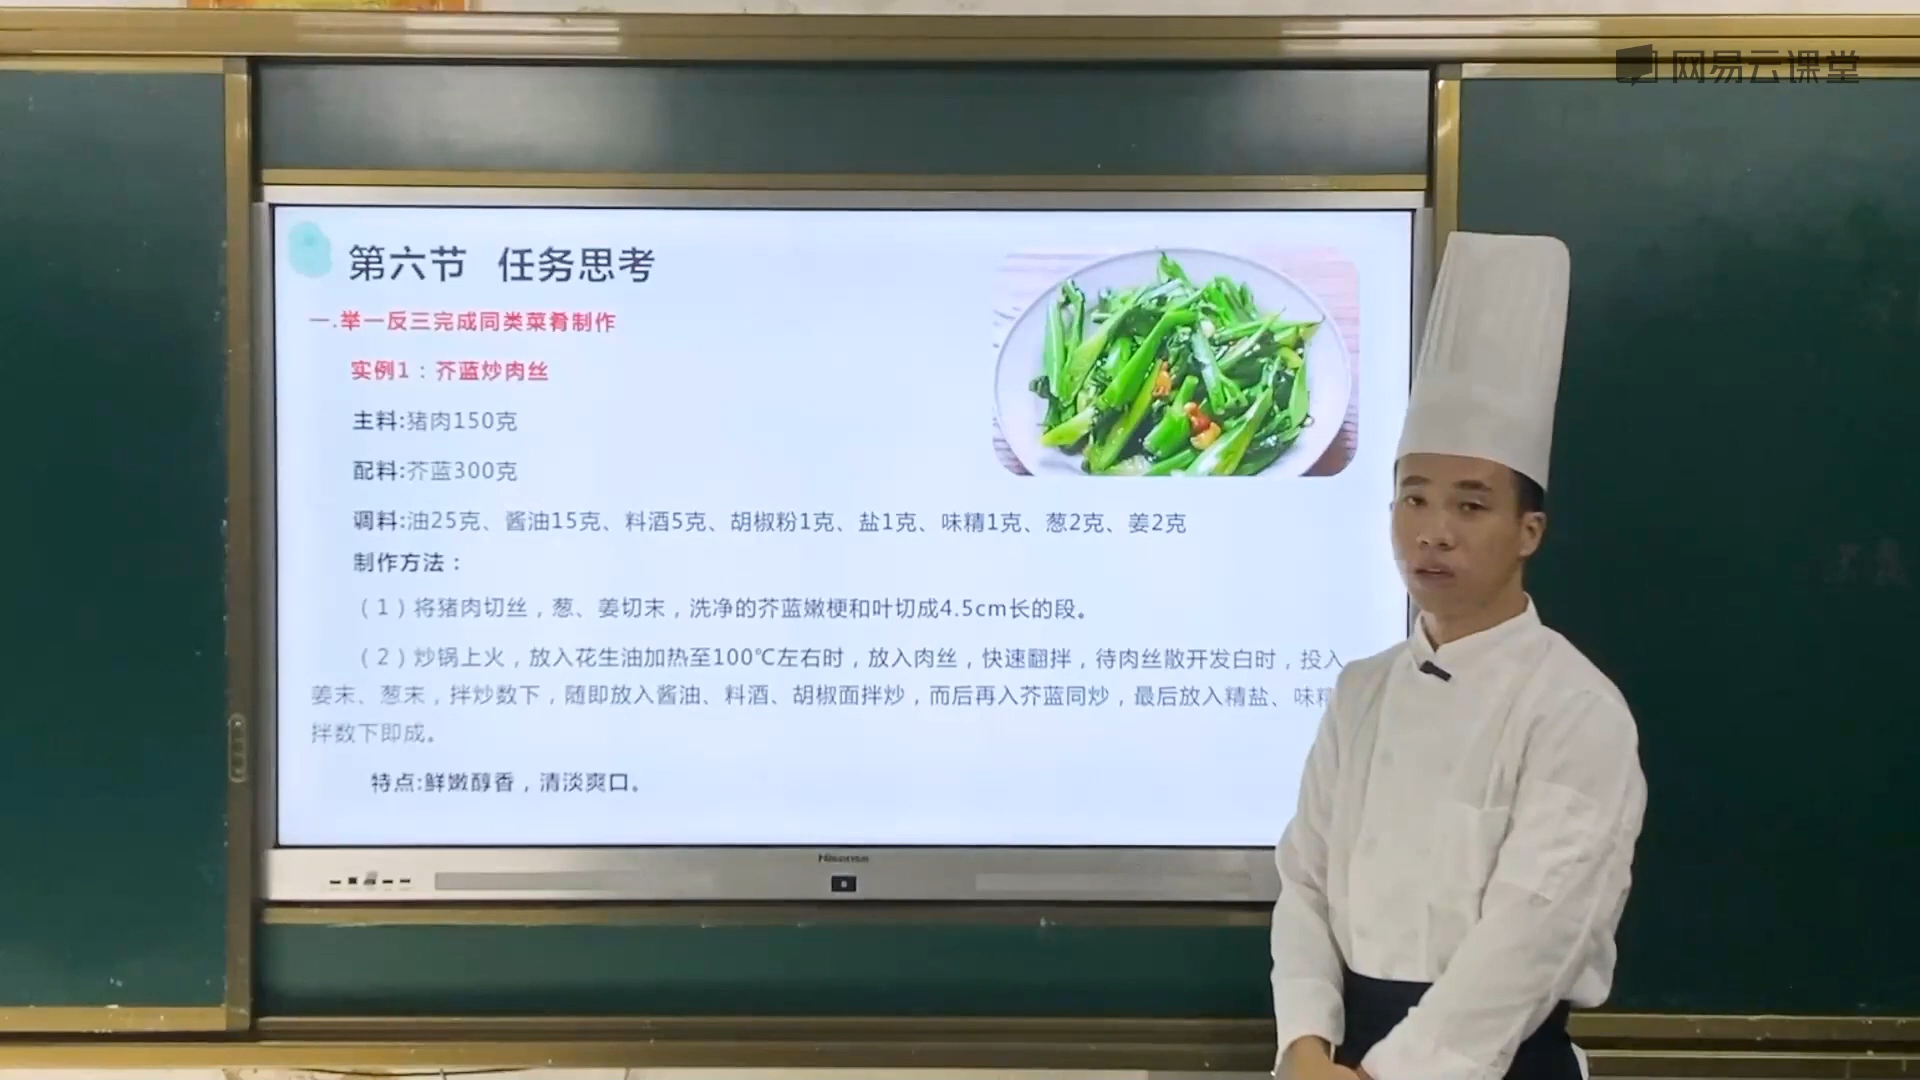 网易云课堂
第六节 任务思考
一.举一反三完成同类菜肴制作
实例1：芥蓝炒肉丝
主料:猪肉150克
配料:芥蓝300克
调料:油25克、酱油15克、料酒5克、胡椒粉1克、盐1克、味精1克、葱2克、姜2克
制作方法：
（1）将猪肉切丝，葱、姜切末，洗净的芥蓝嫩梗和叶切成4.5cm长的段。
（2）炒锅上火，放入花生油加热至100℃左右时，放入肉丝，快速翻拌，待肉丝散开发白时，投入
姜末、葱末，拌炒数下，随即放入酱油、料酒、胡椒面拌炒，而后再入芥蓝同炒，最后放入精盐、味精
拌数下即成。
特点:鲜嫩醇香，清淡爽口。
Hisense